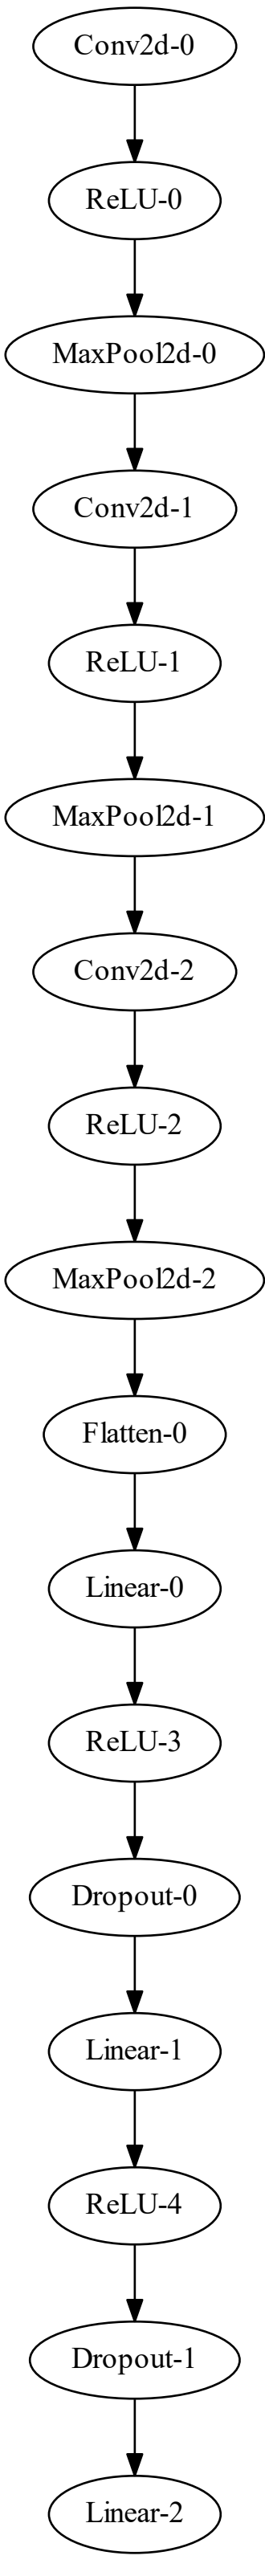 Conv2d-0
ReLU-0
MaxPool2d-0
Conv2d-1
ReLU-1
MaxPool2d-1
Conv2d-2
ReLU-2
MaxPool2d-2
Flatten-0
Linear-0
ReLU-3
Dropout-0
Linear-1
ReLU-4
Dropout-1
Linear-2